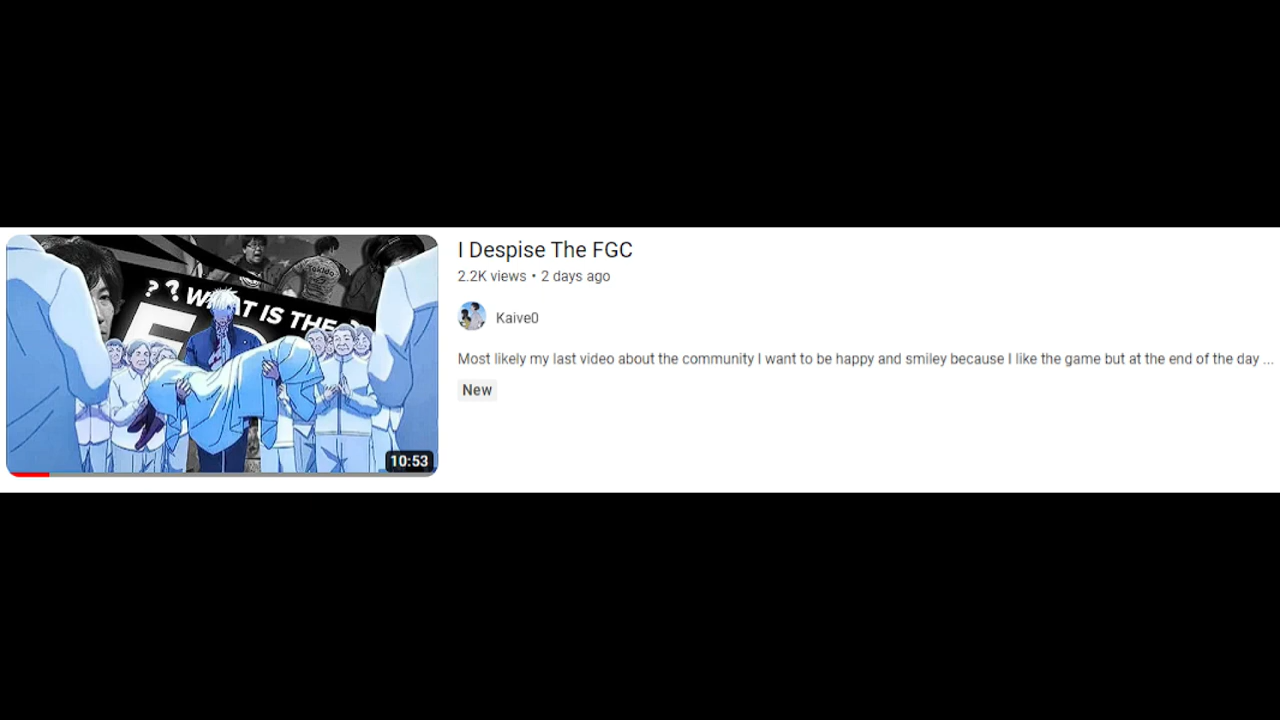 I Despise The FGC
2.2K views • 2 days ago
Kaive0
Most likely my last video about the community I want to be happy and smiley because I like the game but at the end of the day ...
New
? ? WHAT IS THE
10:53